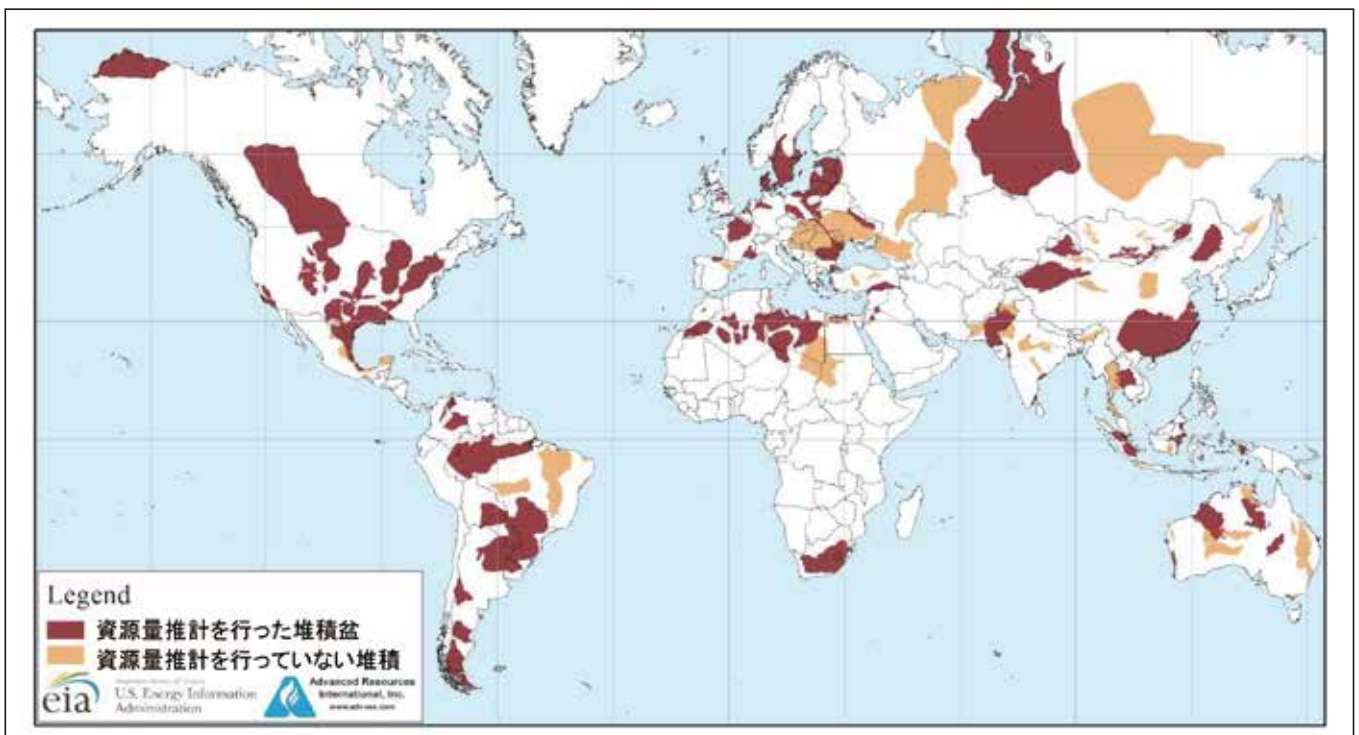 Legend
資源量推計を行った堆積盆
資源量推計を行っていない堆積
eia
U.S. Energy Information
Administration
Advanced Resources
International, Inc.
www.adv-res.com